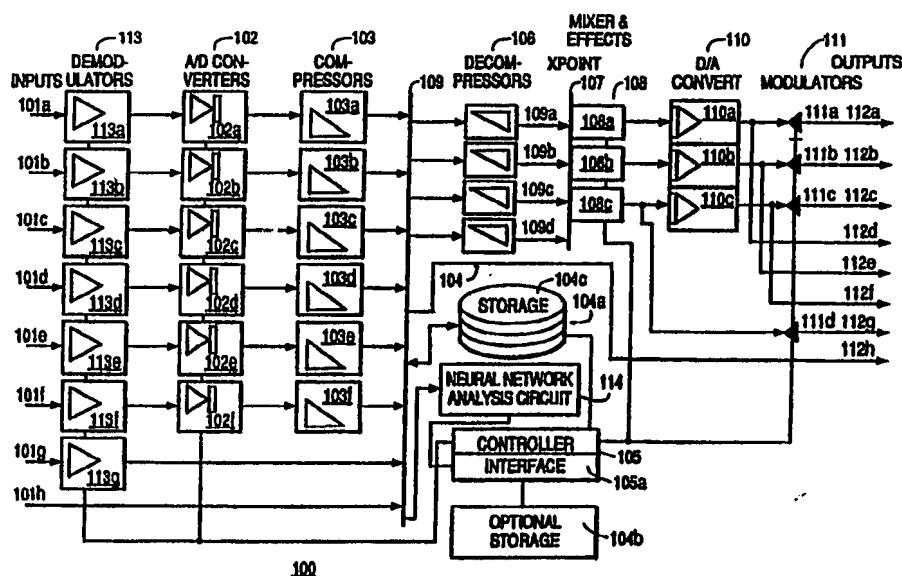 113
DEMOD-
ULATORS
102
A/D CON-
VERTERS
103
COM-
PRESSORS
109
106
DECOM-
PRESSORS
MIXER &
EFFECTS
XPOINT
107
108
110
D/A
CONVERT
111
MODULATORS
OUTPUTS
INPUTS
101a
113a
102a
103a
109a
108a
110a
111a 112a
101b
113b
102b
103b
109b
108b
110b
111b 112b
101c
113c
102c
103c
109c
108c
110c
111c 112c
109d
112d
101d
113d
102d
103d
104
STORAGE
104c
104a
112e
112f
111d 112g
101e
113e
102e
103e
112h
101f
113f
102f
103f
NEURAL NETWORK
ANALYSIS CIRCUIT
114
101g
113g
CONTROLLER
105
INTERFACE
105a
101h
OPTIONAL
STORAGE
104b
100